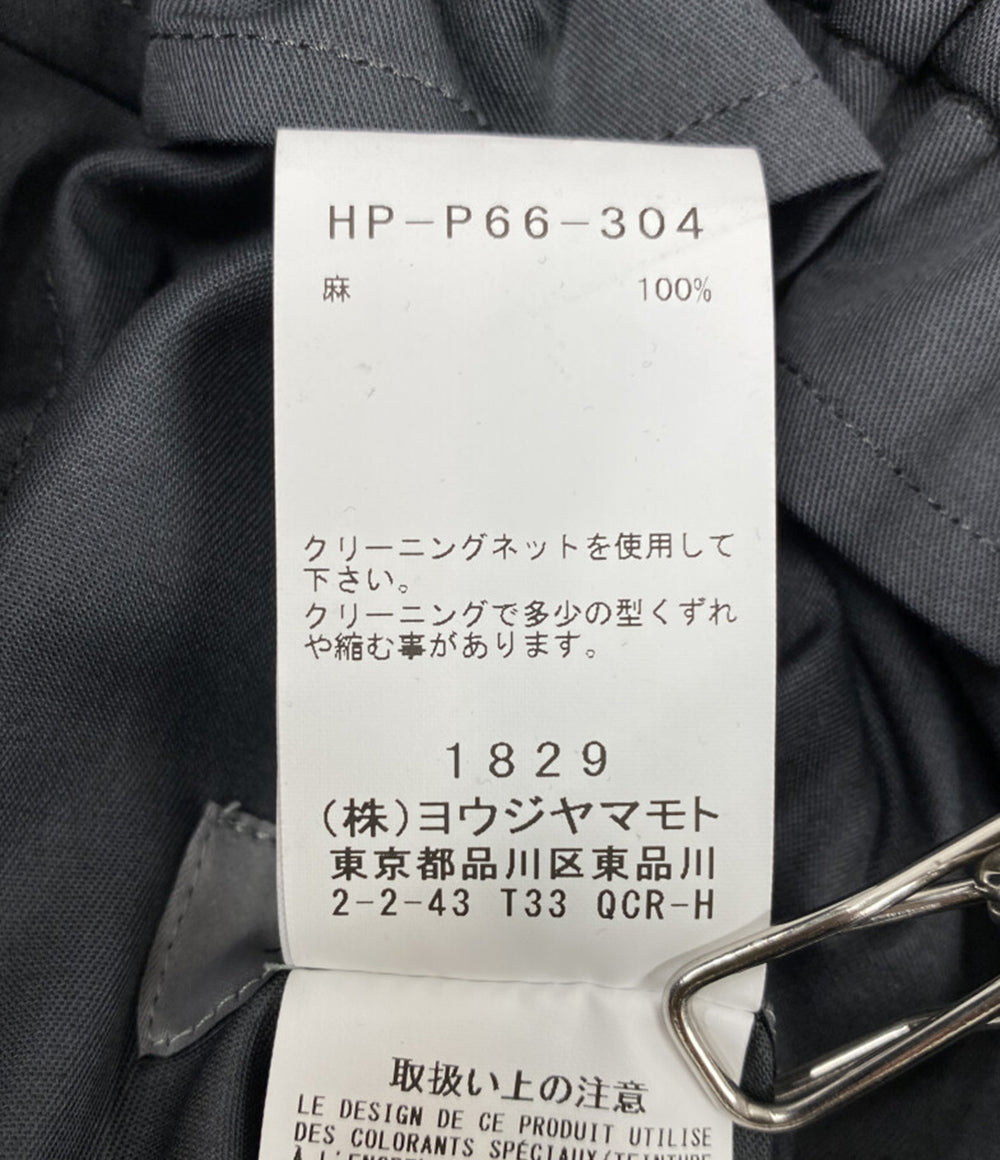 HP-P66-304
麻 100%
クリーニングネットを使用して
下さい。
クリーニングで多少の型くずれ
や縮む事があります。
1829
(株)ヨウジヤマモト
東京都品川区東品川
2-2-43 T33 QCR-H
取扱い上の注意
LE DESIGN DE CE PRODUIT UTILISE
DES COLORANTS SPÉCIAUX/TEINTURE